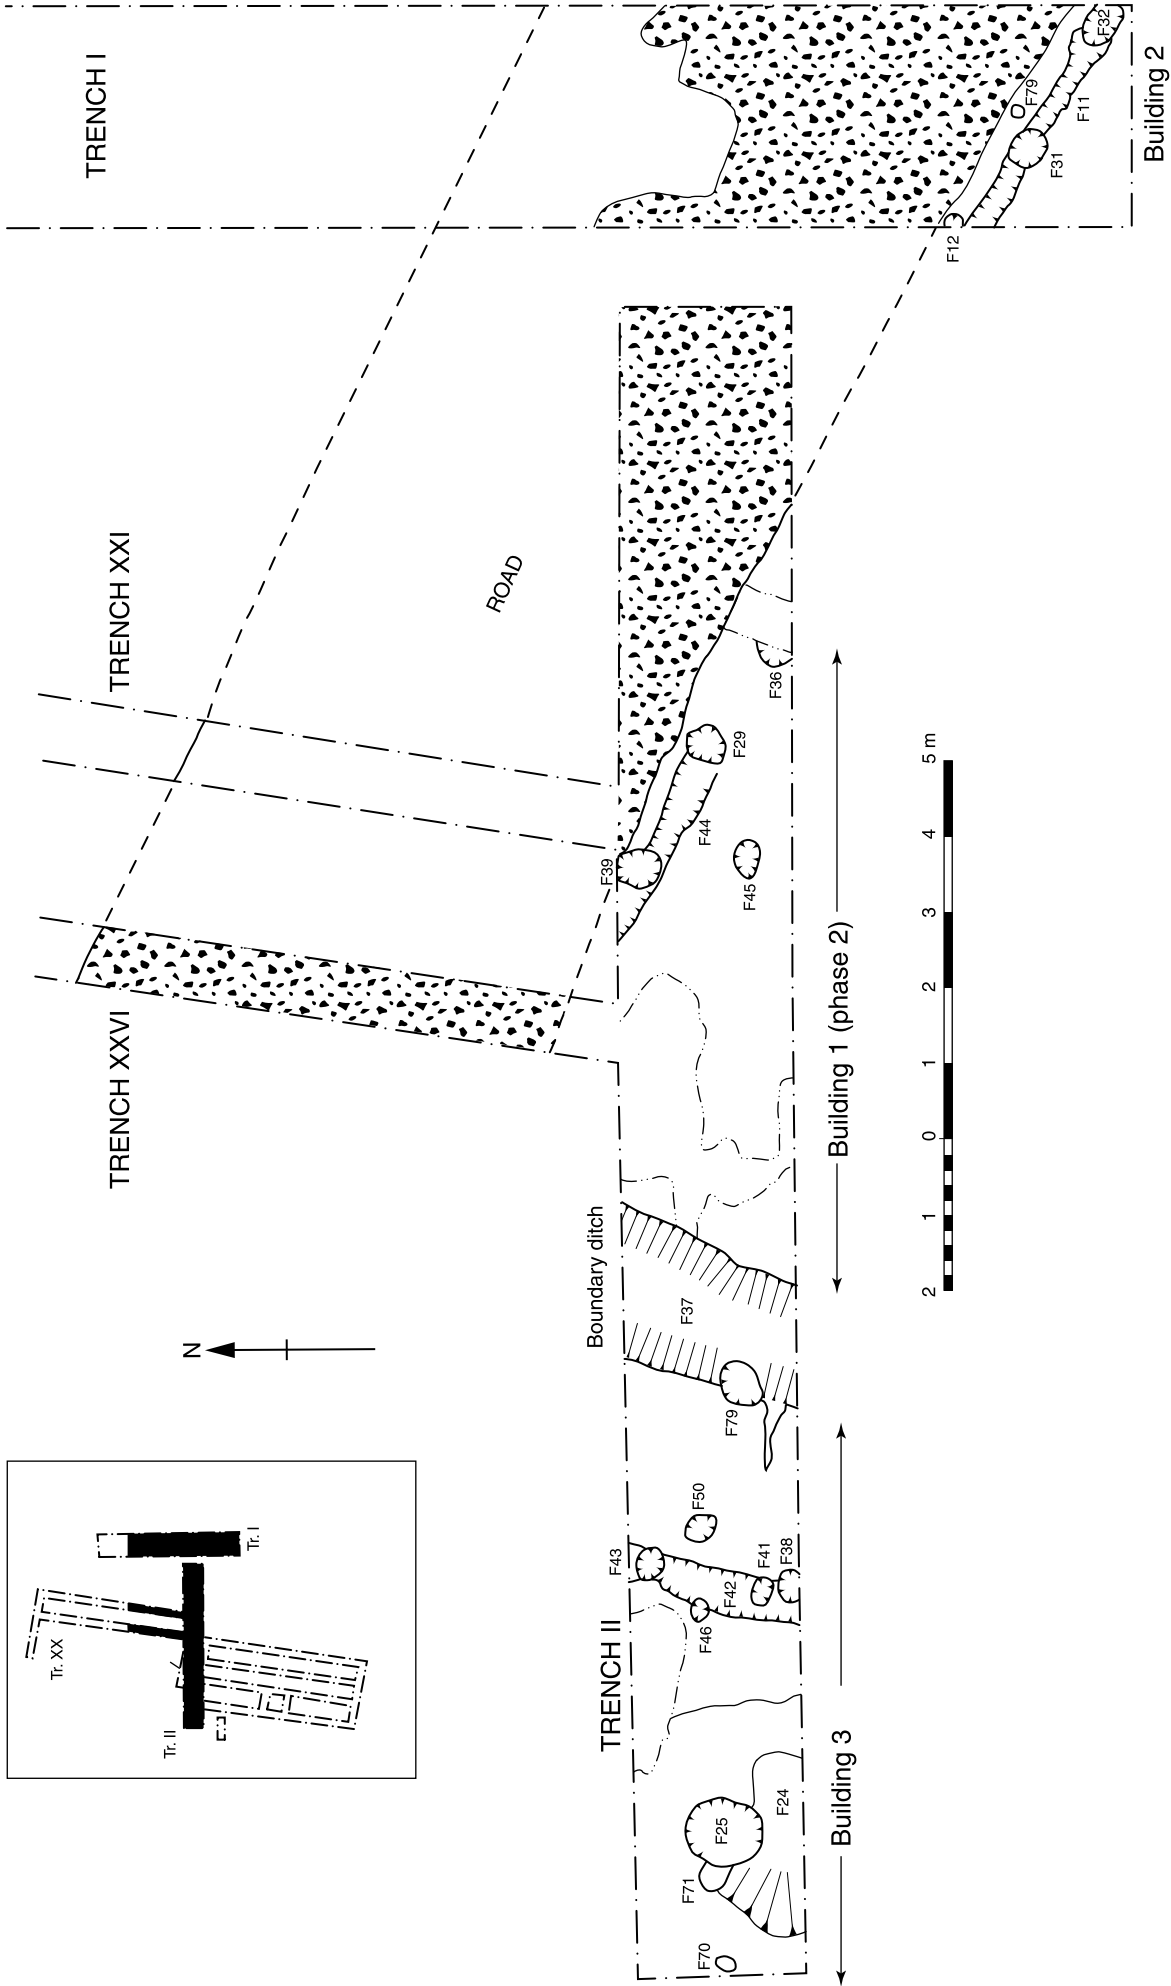 Tr. XX
Tr. II
Tr. I
N
TRENCH XXVI
TRENCH XXI
TRENCH I
ROAD
TRENCH II
Boundary ditch
F70
F71
F25
F24
F46
F43
F42
F41
F38
F50
F79
F37
F39
F44
F45
F29
F36
F12
F31
F79
F11
F32
Building 3
Building 1 (phase 2)
Building 2
2 1 0 1 2 3 4 5 m